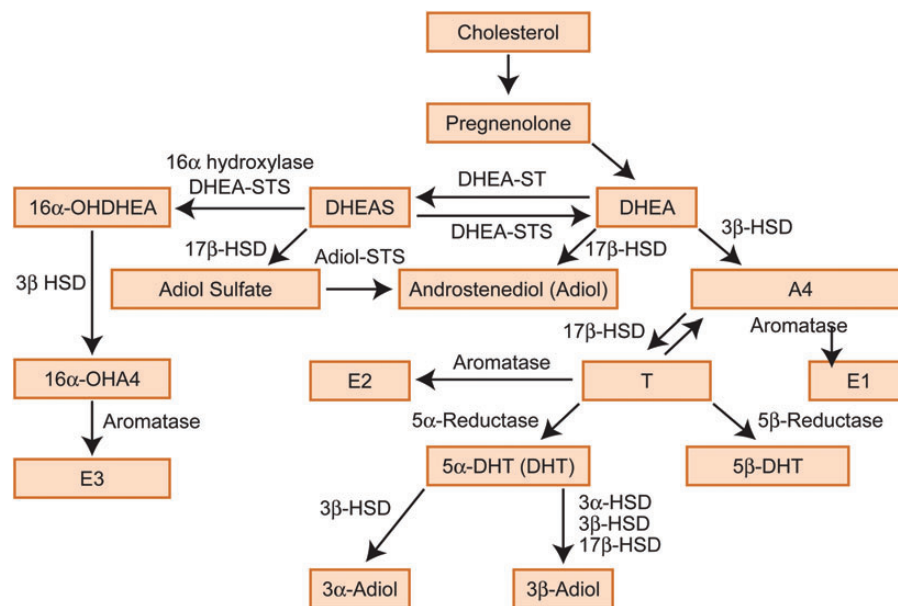 Cholesterol
Pregnenolone
16α hydroxylase
DHEA-STS
DHEA-ST
16α-OHDHEA
DHEAS
DHEA
DHEA-STS
3β-HSD
17β-HSD
Adiol-STS
17β-HSD
3β HSD
Adiol Sulfate
Androstenediol (Adiol)
A4
17β-HSD
Aromatase
16α-OHA4
Aromatase
E2
T
E1
Aromatase
5α-Reductase
5β-Reductase
E3
5α-DHT (DHT)
5β-DHT
3β-HSD
3α-HSD
3β-HSD
17β-HSD
3α-Adiol
3β-Adiol